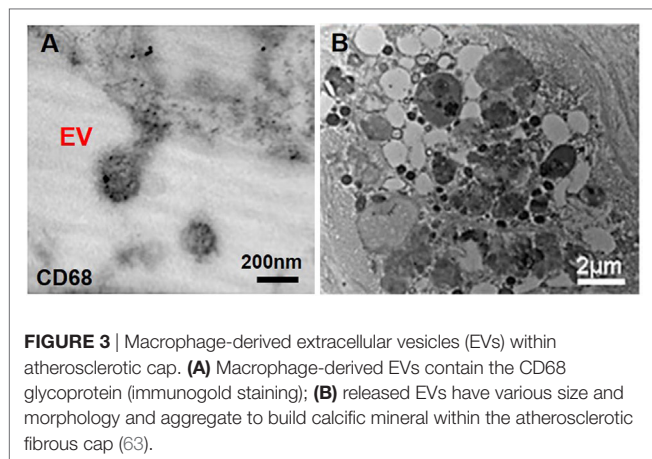 A
B
EV
CD68
200nm
2µm
FIGURE 3 | Macrophage-derived extracellular vesicles (EVs) within
atherosclerotic cap. (A) Macrophage-derived EVs contain the CD68
glycoprotein (immunogold staining); (B) released EVs have various size and
morphology and aggregate to build calcific mineral within the atherosclerotic
fibrous cap (63).